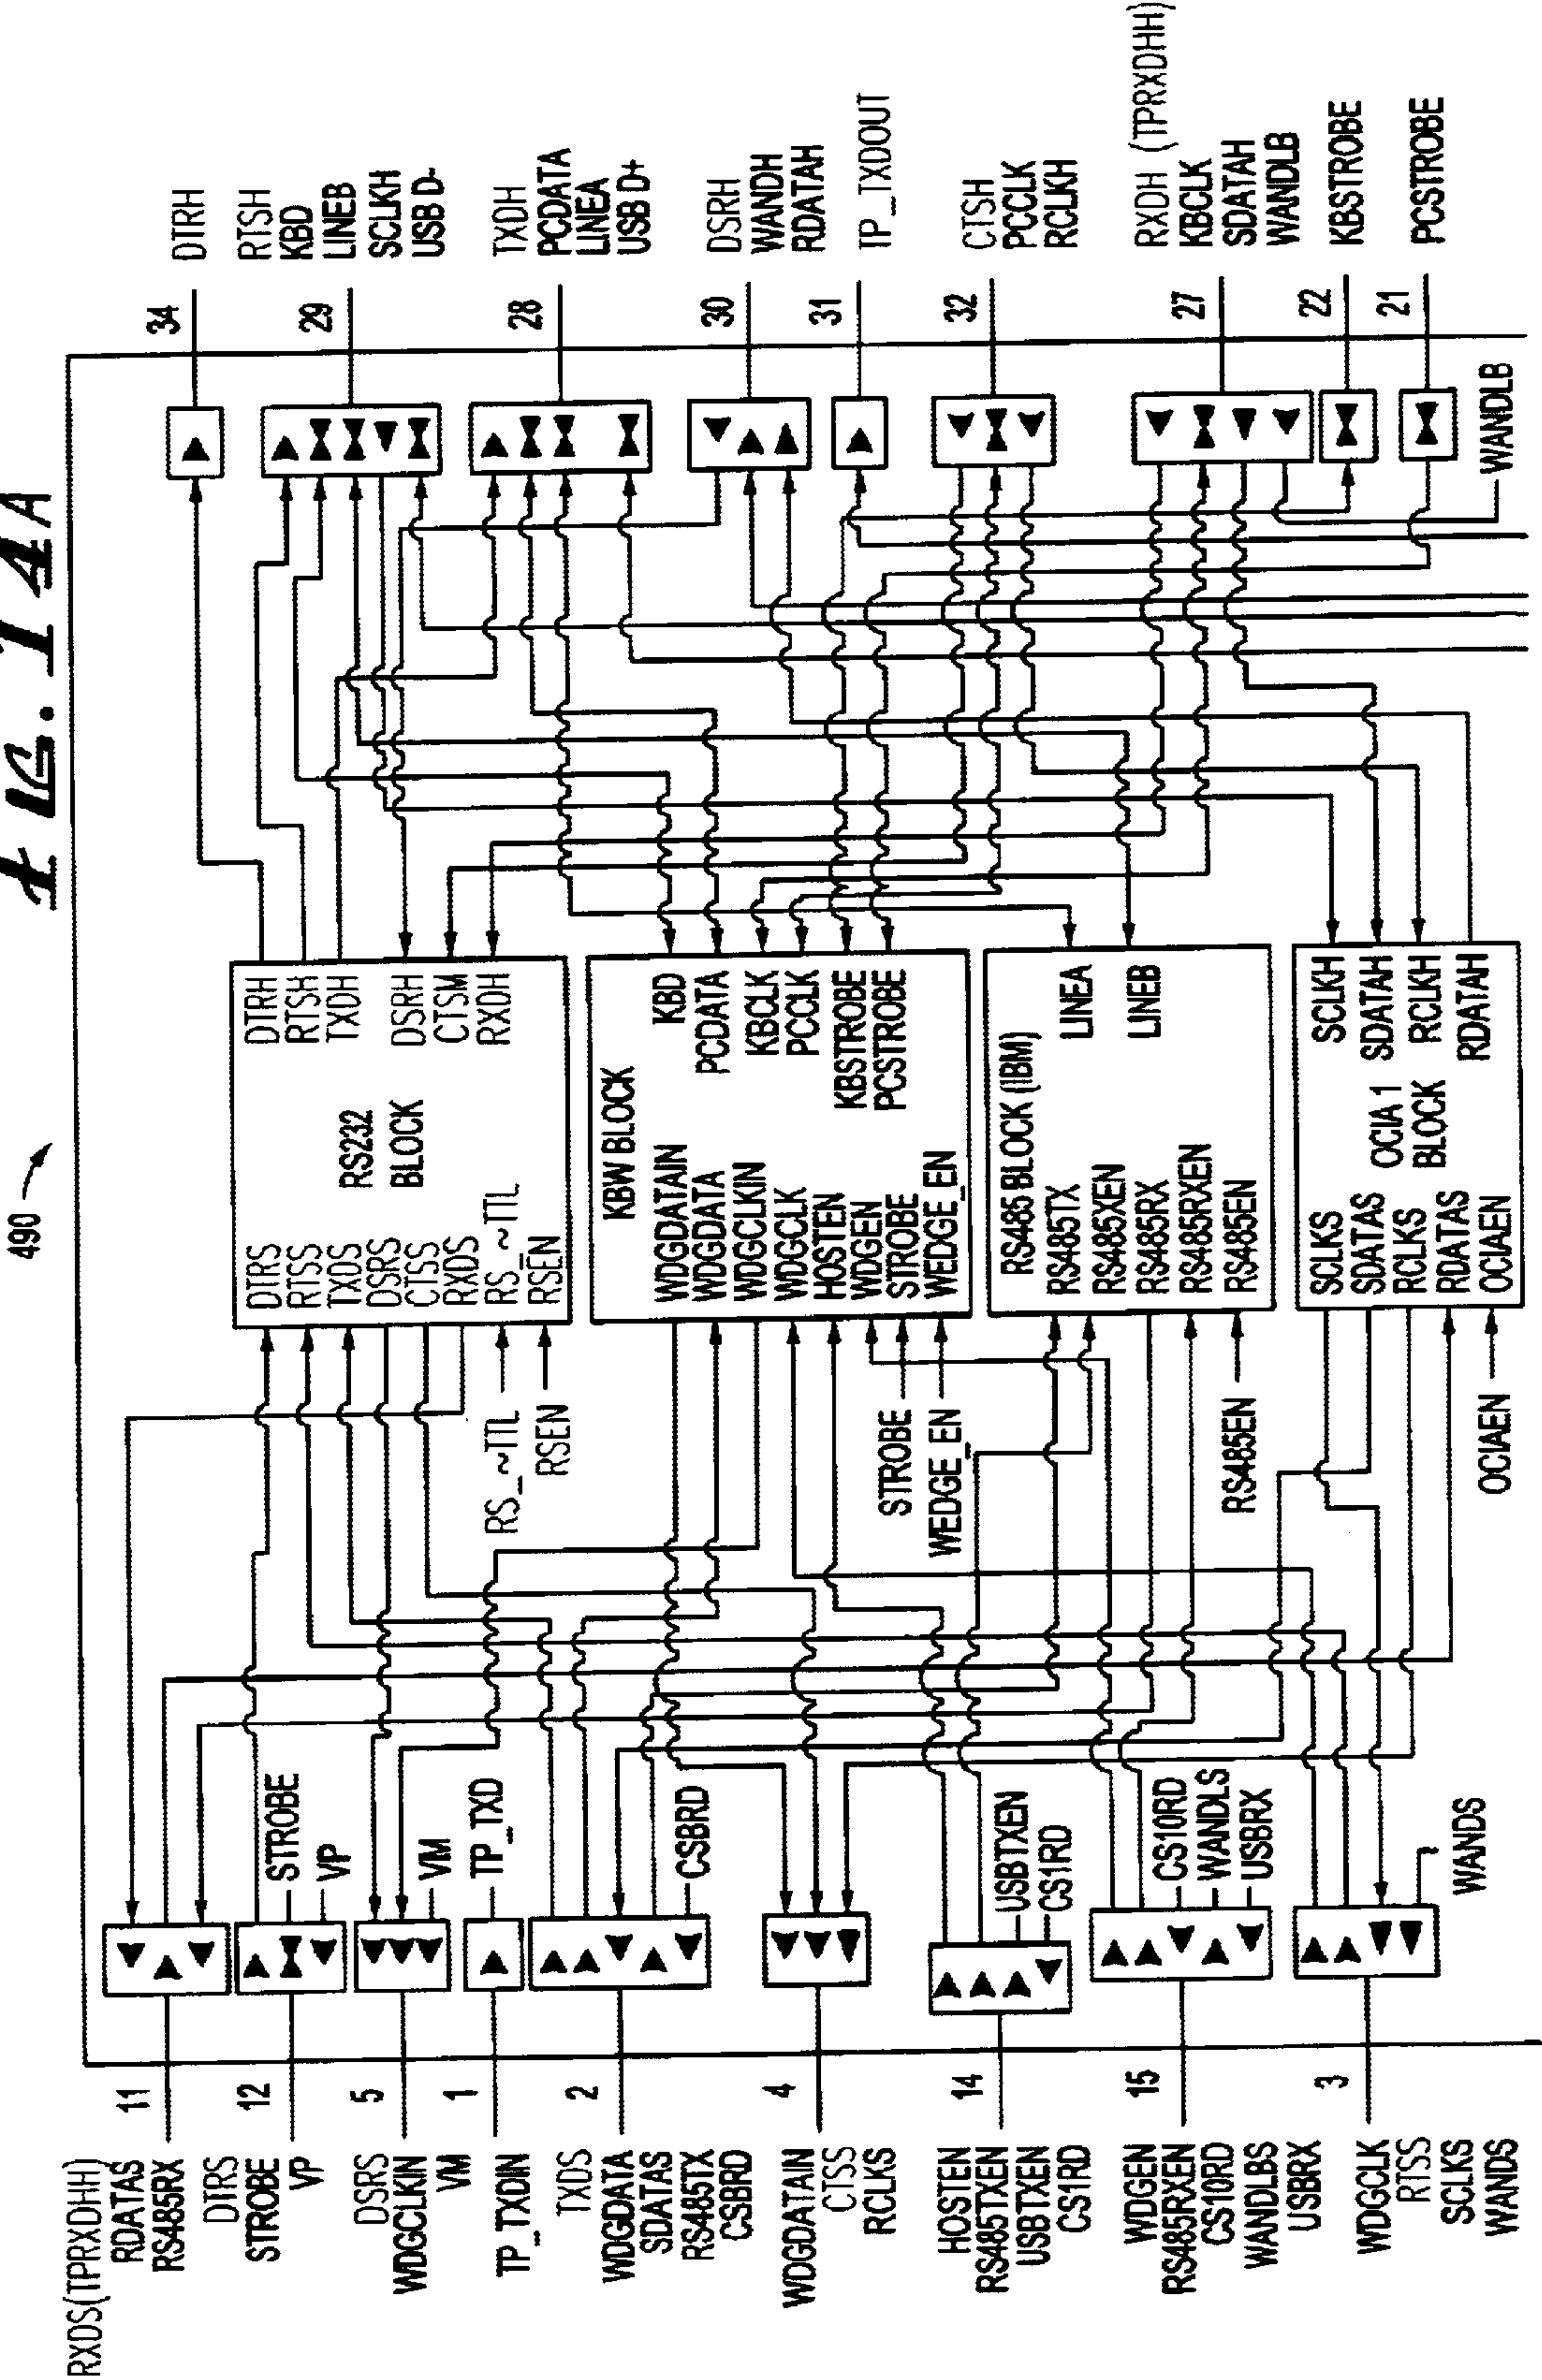 FIG. 14A
490
RXDS(TPRXDHH)
RDATAS
RS485RX
11
DTRS
STROBE
VP
12
STROBE
VP
DSRS
WDGCLKIN
VM
5
VM
TP_TXDIN
1
TP_TXD
TXDS
WDGDATA
SDATAS
RS485TX
CSBRD
2
CSBRD
WDGDATAIN
CTSS
RCLKS
4
HOSTEN
RS485TXEN
USBTXEN
CS1RD
14
USBTXEN
CS1RD
WDGEN
RS485RXEN
CS10RD
WANDLBS
USBRX
15
CS10RD
WANDLS
USBRX
WDGCLK
RTSS
SCLKS
WANDS
3
WANDS
RS_~TTL
RSEN
STROBE
WEDGE_EN
RS485EN
OCIAEN
DTRS
RTSS
TXDS
DSRS
CTSS
RXDS
RS_~TTL
RSEN
RS232
BLOCK
DTRH
RTSH
TXDH
DSRH
CTSM
RXDH
KBW BLOCK
WDGDATAIN
WDGDATA
WDGCLKIN
WDGCLK
HOSTEN
WDGEN
STROBE
WEDGE_EN
KBD
PCDATA
KBCLK
PCCLK
KBSTROBE
PCSTROBE
RS485 BLOCK (IBM)
RS485TX
RS485XEN
RS485RX
RS485RXEN
RS485EN
LINEA
LINEB
SCLKS
SDATAS
RCLKS
RDATAS
OCIAEN
OCIA 1
BLOCK
SCLKH
SDATAH
RCLKH
RDATAH
34
DTRH
29
RTSH
KBD
LINEB
SCLKH
USB D-
28
TXDH
PCDATA
LINEA
USB D+
30
DSRH
WANDH
RDATAH
31
TP_TXDOUT
32
CTSH
PCCLK
RCLKH
27
RXDH (TPRXDHH)
KBCLK
SDATAH
WANDLB
22
KBSTROBE
21
PCSTROBE
WANDLB